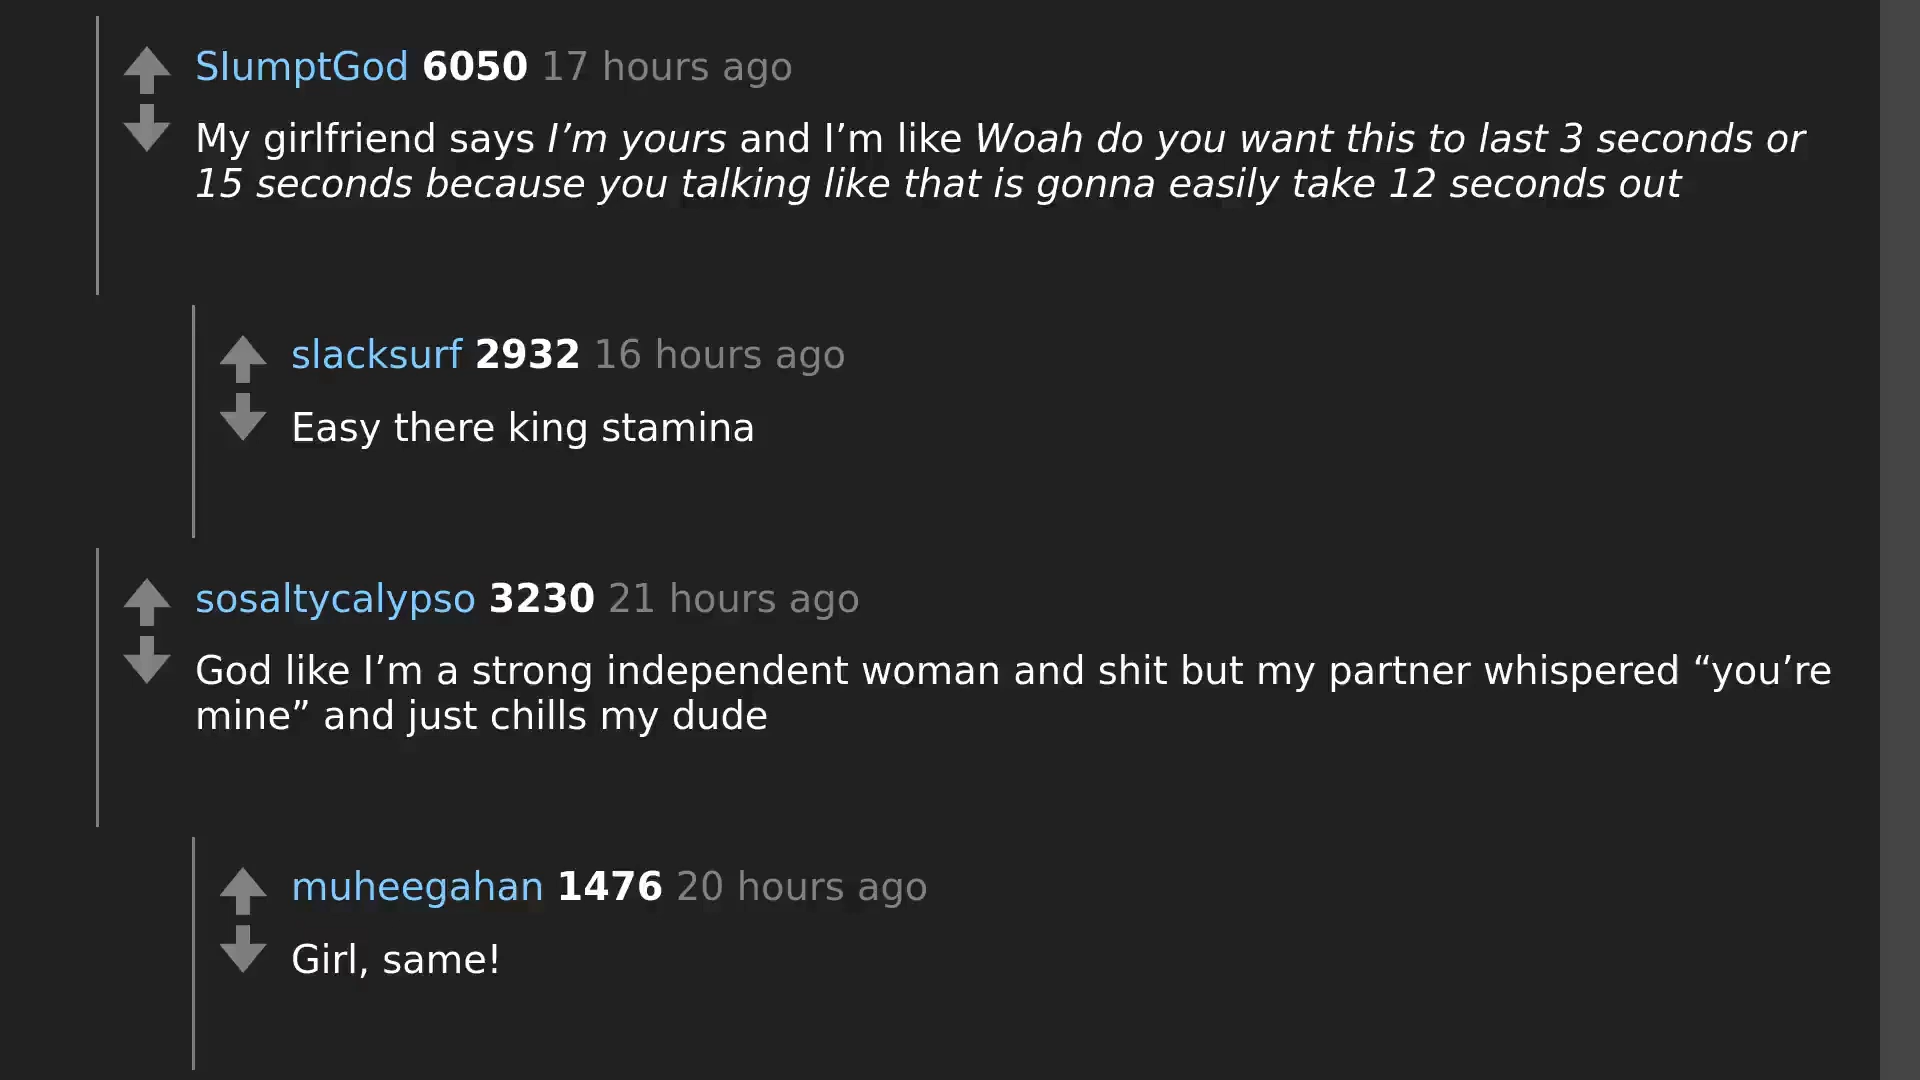 SlumptGod 6050 17 hours ago
My girlfriend says I’m yours and I’m like Woah do you want this to last 3 seconds or
15 seconds because you talking like that is gonna easily take 12 seconds out
slacksurf 2932 16 hours ago
Easy there king stamina
sosaltycalypso 3230 21 hours ago
God like I’m a strong independent woman and shit but my partner whispered “you’re
mine” and just chills my dude
muheegahan 1476 20 hours ago
Girl, same!